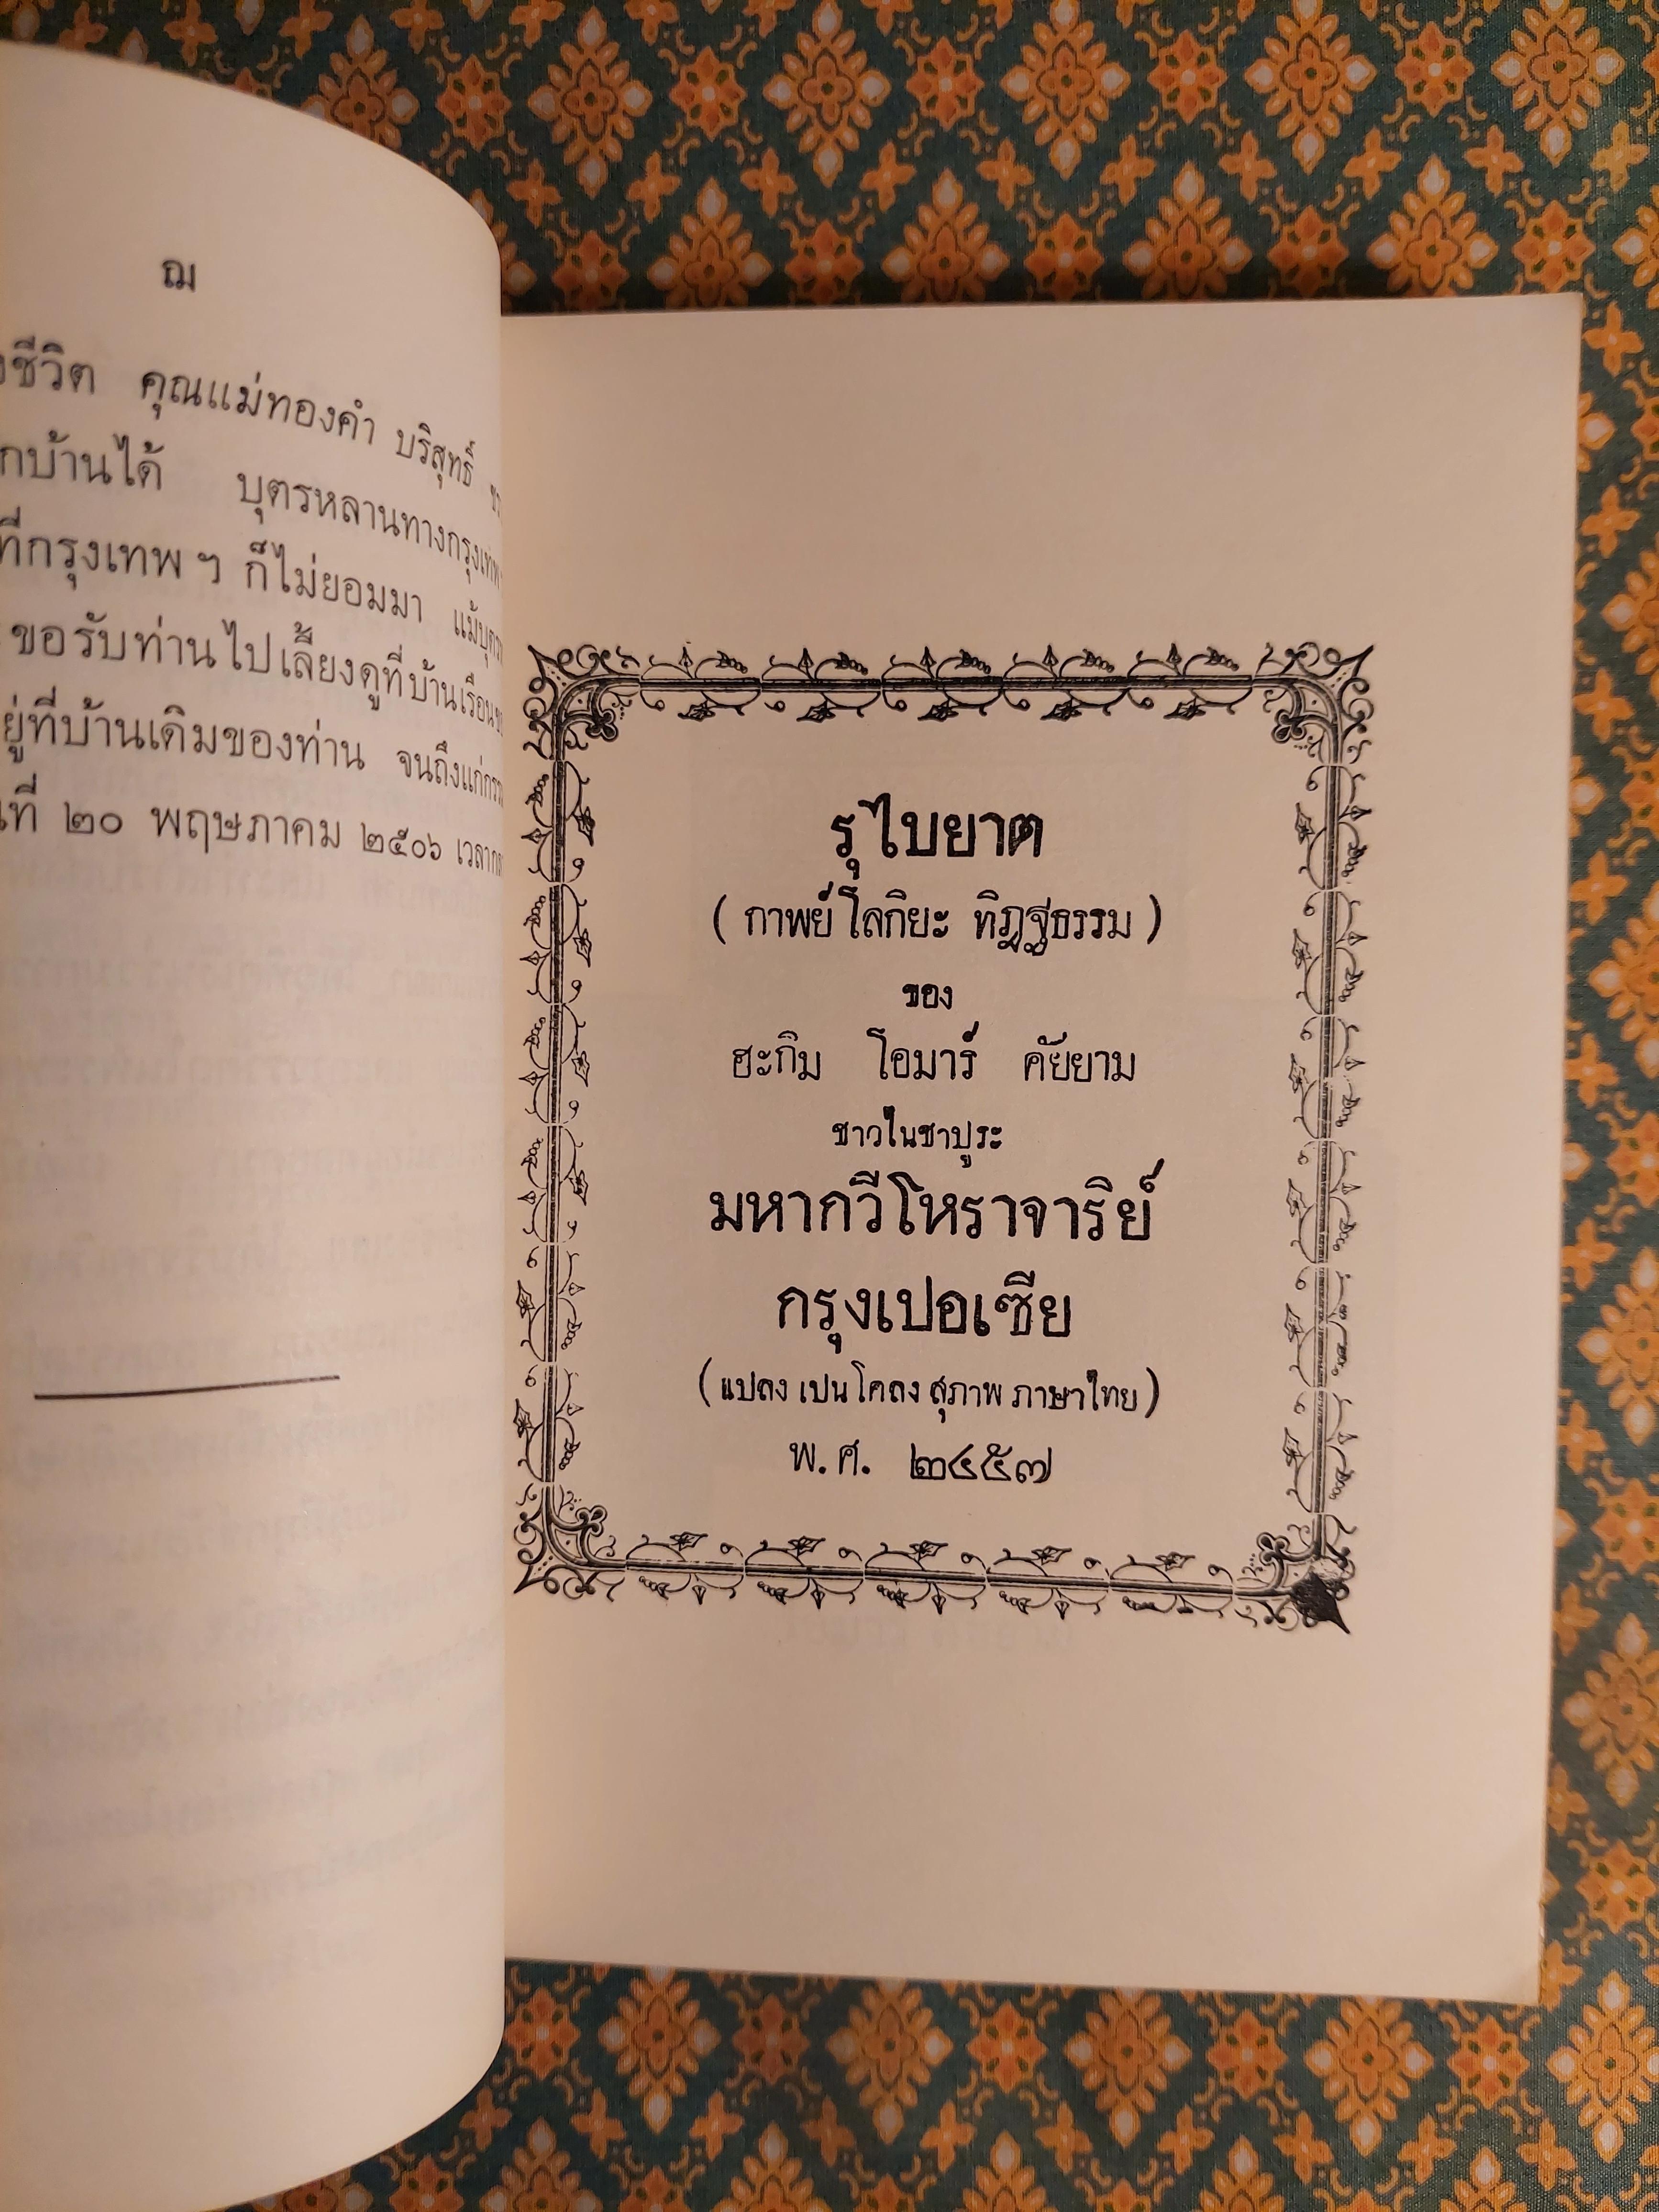 ฌ
ชีวิต คุณแม่ทองคำ บริสุทธิ์
กบ้านได้ บุตรหลานทางกรุงเทพ
ที่กรุงเทพ ฯ ก็ไม่ยอมมา แม้บุตร
ขอรับท่านไปเลี้ยงดูที่บ้านเรือน
ยู่ที่บ้านเดิมของท่าน จนถึงแก่กรร
ที่ ๒๐ พฤษภาคม ๒๕๐๖ เวลา
รุไบยาต
( กาพย์โลกิยะ ทิฏฐธรรม )
ของ
ฮะกิม โอมาร์ คัยยาม
ชาวไนชาปูระ
มหากวีโหราจาริย์
กรุงเปอเซีย
(แปลง เปนโคลง สุภาพ ภาษาไทย)
พ.ศ. ๒๔๕๗